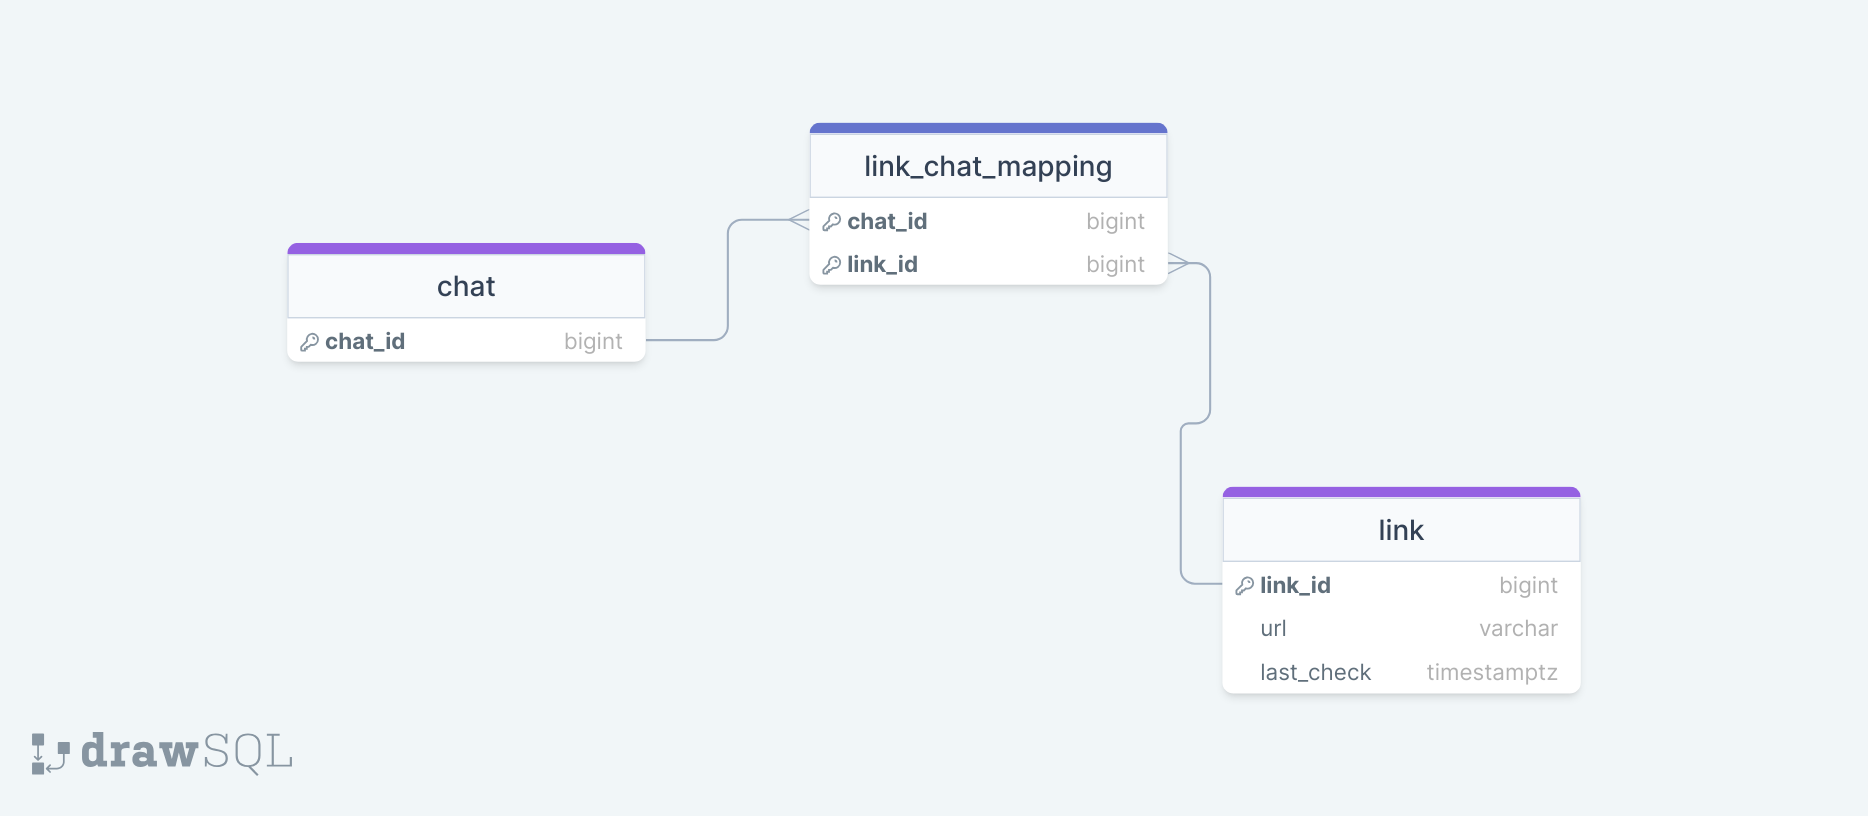 chat
chat_id bigint
link_chat_mapping
chat_id bigint
link_id bigint
link
link_id bigint
url varchar
last_check timestamptz
drawSQL